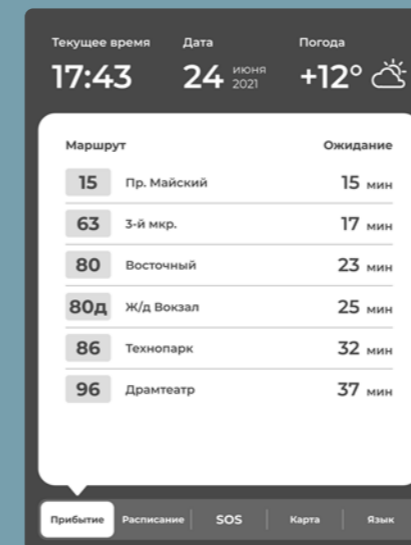 Текущее время Дата Погода
17:43 24 июня 2021 +12°
Маршрут Ожидание
15 Пр. Майский 15 мин
63 3-й мкр. 17 мин
80 Восточный 23 мин
80д Ж/д Вокзал 25 мин
86 Технопарк 32 мин
96 Драмтеатр 37 мин
Прибытие Расписание SOS Карта Язык